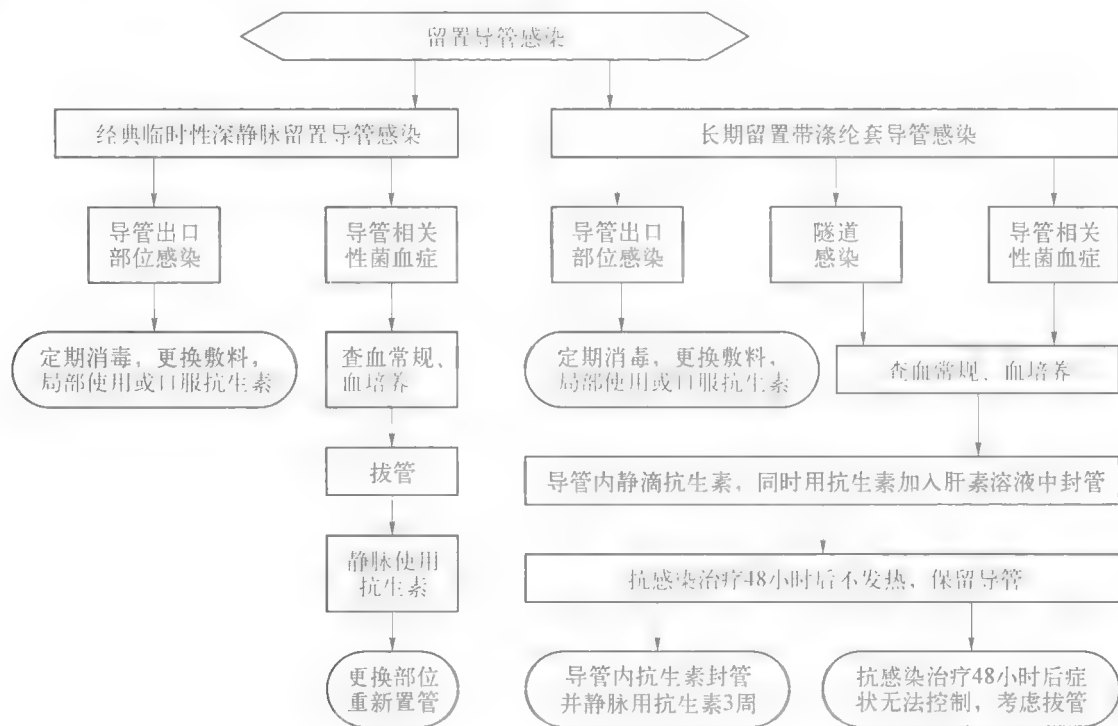 留置导管感染
经典临时性深静脉留置导管感染
长期留置带涤纶套导管感染
导管出口
部位感染
导管相关
性菌血症
导管出口
部位感染
隧道
感染
导管相关
性菌血症
定期消毒，更换敷料，
局部使用或口服抗生素
查血常规、
血培养
定期消毒，更换敷料，
局部使用或口服抗生素
查血常规、血培养
拔管
导管内静滴抗生素，同时用抗生素加入肝素溶液中封管
静脉使用
抗生素
抗感染治疗48小时后不发热，保留导管
更换部位
重新置管
导管内抗生素封管
并静脉用抗生素3周
抗感染治疗48小时后症
状无法控制，考虑拔管